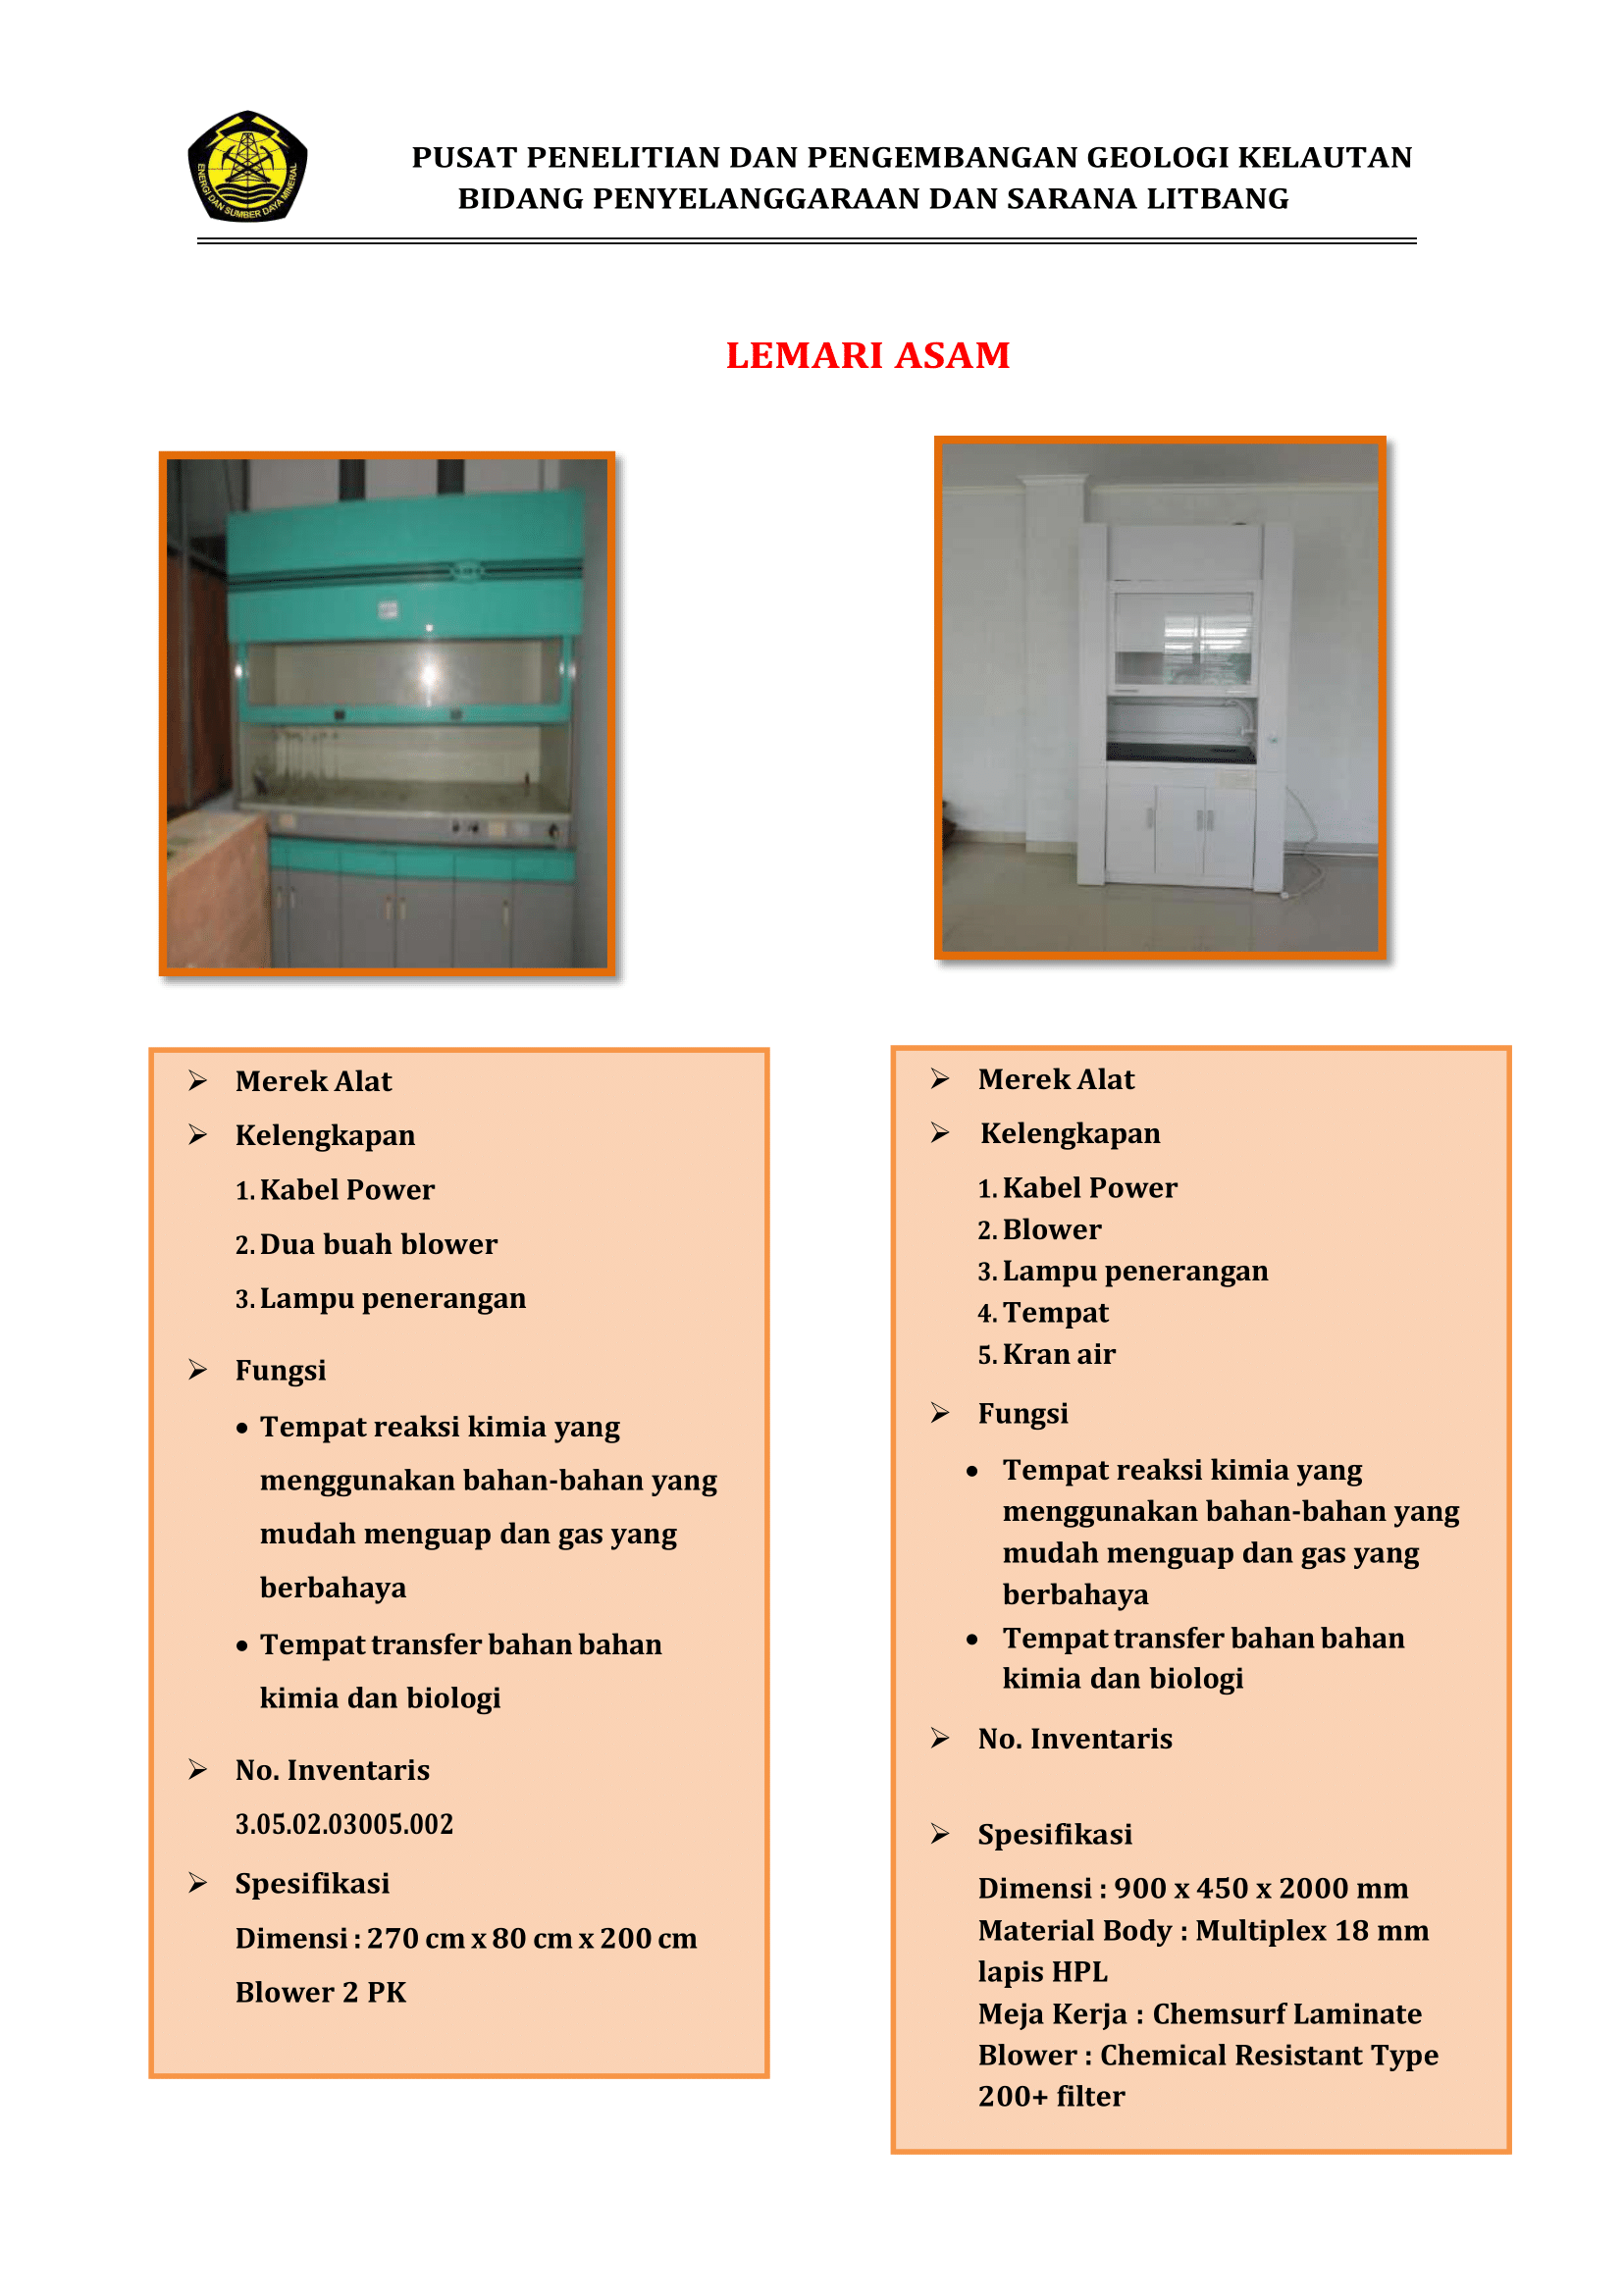 ENERGI DAN SUMBER DAYA MINERAL
PUSAT PENELITIAN DAN PENGEMBANGAN GEOLOGI KELAUTAN
BIDANG PENYELANGGARAAN DAN SARANA LITBANG
LEMARI ASAM
➢ Merek Alat
➢ Kelengkapan
1. Kabel Power
2. Dua buah blower
3. Lampu penerangan
➢ Fungsi
• Tempat reaksi kimia yang
menggunakan bahan-bahan yang
mudah menguap dan gas yang
berbahaya
• Tempat transfer bahan bahan
kimia dan biologi
➢ No. Inventaris
3.05.02.03005.002
➢ Spesifikasi
Dimensi : 270 cm x 80 cm x 200 cm
Blower 2 PK
➢ Merek Alat
➢ Kelengkapan
1. Kabel Power
2. Blower
3. Lampu penerangan
4. Tempat
5. Kran air
➢ Fungsi
• Tempat reaksi kimia yang
menggunakan bahan-bahan yang
mudah menguap dan gas yang
berbahaya
• Tempat transfer bahan bahan
kimia dan biologi
➢ No. Inventaris
➢ Spesifikasi
Dimensi : 900 x 450 x 2000 mm
Material Body : Multiplex 18 mm
lapis HPL
Meja Kerja : Chemsurf Laminate
Blower : Chemical Resistant Type
200+ filter